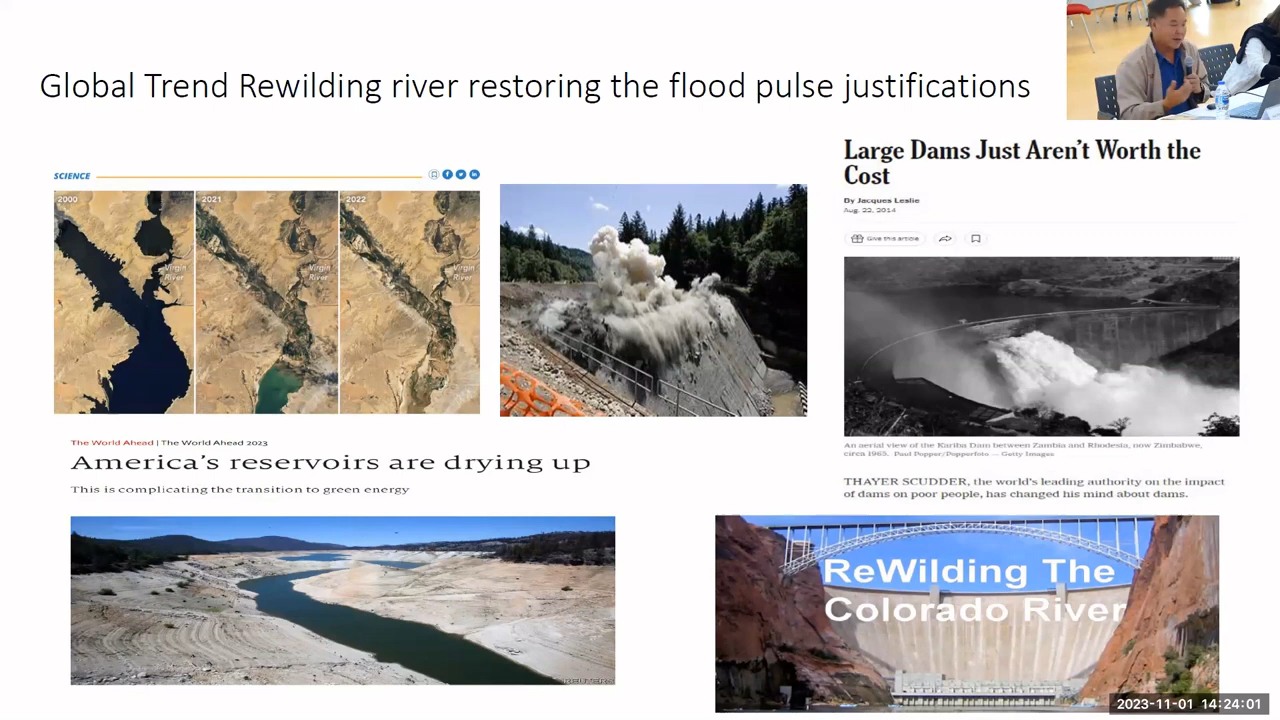 Global Trend Rewilding river restoring the flood pulse justifications
SCIENCE
2000
2021
2022
Virgin
River
Virgin
River
Virgin
River
The World Ahead | The World Ahead 2023
America's reservoirs are drying up
This is complicating the transition to green energy
REUTERS
Large Dams Just Aren't Worth the
Cost
By Jacques Leslie
Aug. 22, 2014
Give this article
An aerial view of the Kariba Dam between Zambia and Rhodesia, now Zimbabwe,
circa 1965. Paul Popper/Popperfoto — Getty Images
THAYER SCUDDER, the world's leading authority on the impact
of dams on poor people, has changed his mind about dams.
ReWilding The
Colorado River
2023-11-01 14:24:01